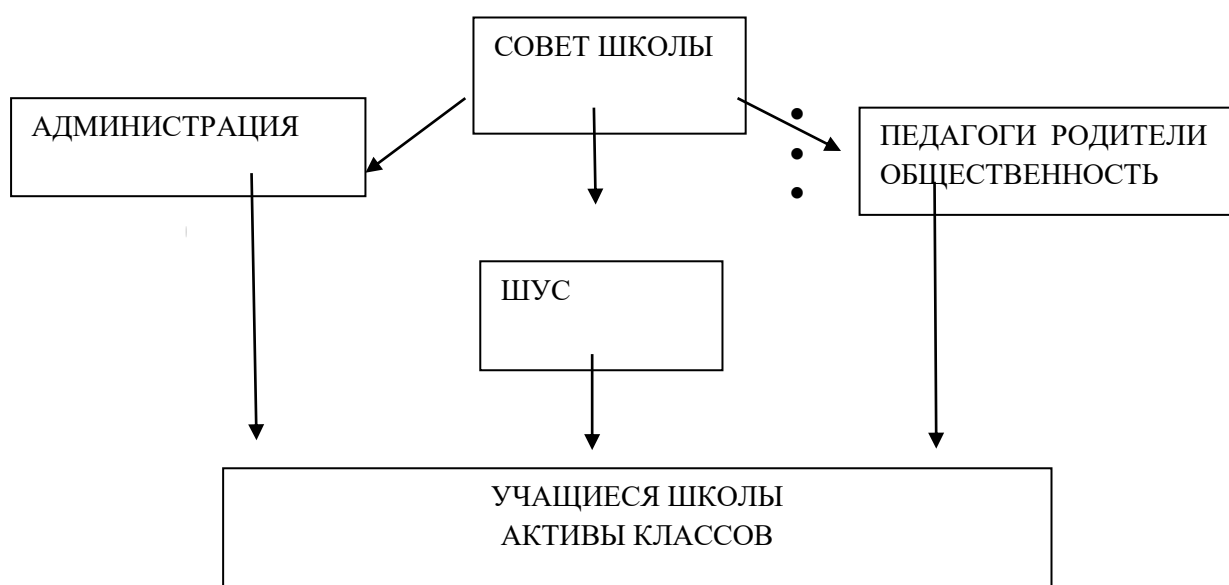 СОВЕТ ШКОЛЫ
АДМИНИСТРАЦИЯ
ПЕДАГОГИ РОДИТЕЛИ
ОБЩЕСТВЕННОСТЬ
ШУС
УЧАЩИЕСЯ ШКОЛЫ
АКТИВЫ КЛАССОВ